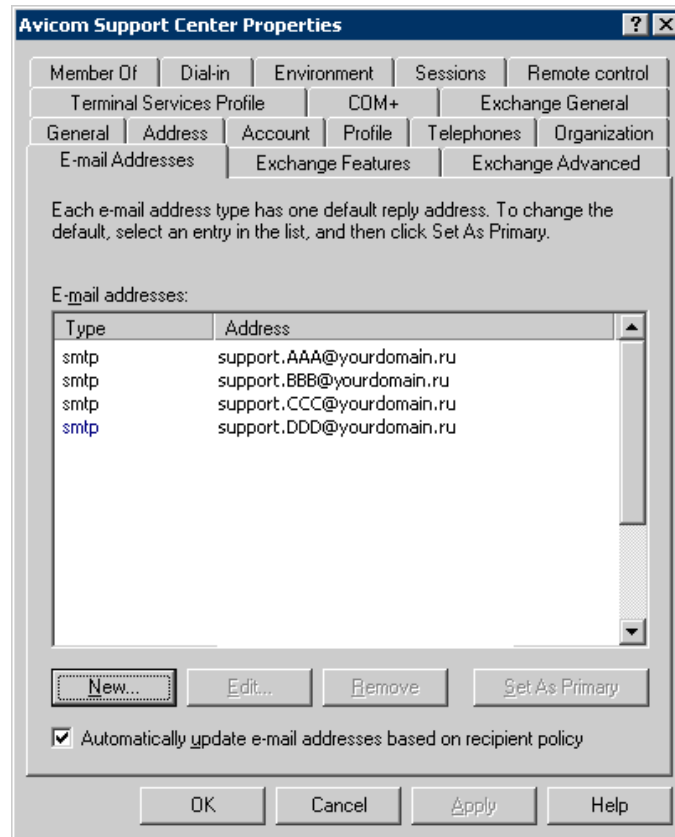 Avicom Support Center Properties
Member Of Dial-in Environment Sessions Remote control
Terminal Services Profile COM+ Exchange General
General Address Account Profile Telephones Organization
E-mail Addresses Exchange Features Exchange Advanced
Each e-mail address type has one default reply address. To change the
default, select an entry in the list, and then click Set As Primary.
E-mail addresses:
Type Address
smtp support.AAA@yourdomain.ru
smtp support.BBB@yourdomain.ru
smtp support.CCC@yourdomain.ru
smtp support.DDD@yourdomain.ru
New... Edit... Remove Set As Primary
Automatically update e-mail addresses based on recipient policy
OK Cancel Apply Help